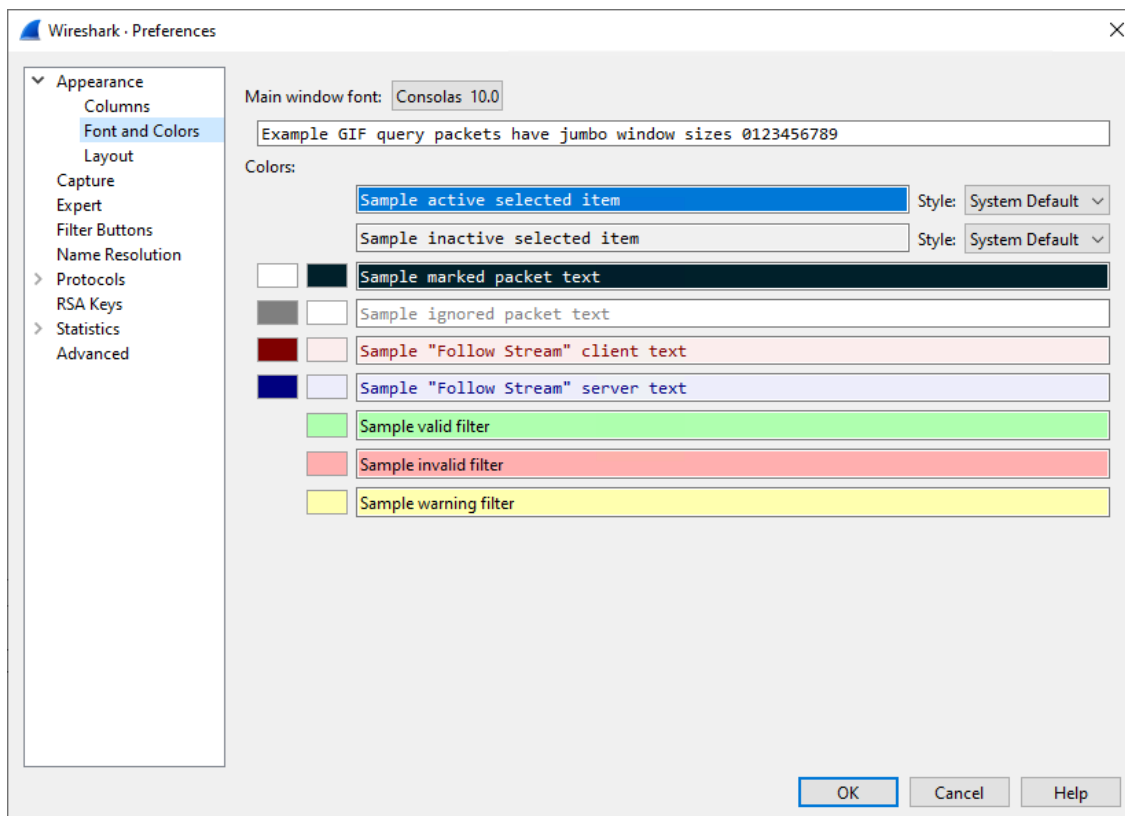 Wireshark · Preferences
Appearance
Columns
Font and Colors
Layout
Capture
Expert
Filter Buttons
Name Resolution
Protocols
RSA Keys
Statistics
Advanced
Main window font: Consolas 10.0
Example GIF query packets have jumbo window sizes 0123456789
Colors:
Sample active selected item Style: System Default
Sample inactive selected item Style: System Default
Sample marked packet text
Sample ignored packet text
Sample "Follow Stream" client text
Sample "Follow Stream" server text
Sample valid filter
Sample invalid filter
Sample warning filter
OK Cancel Help